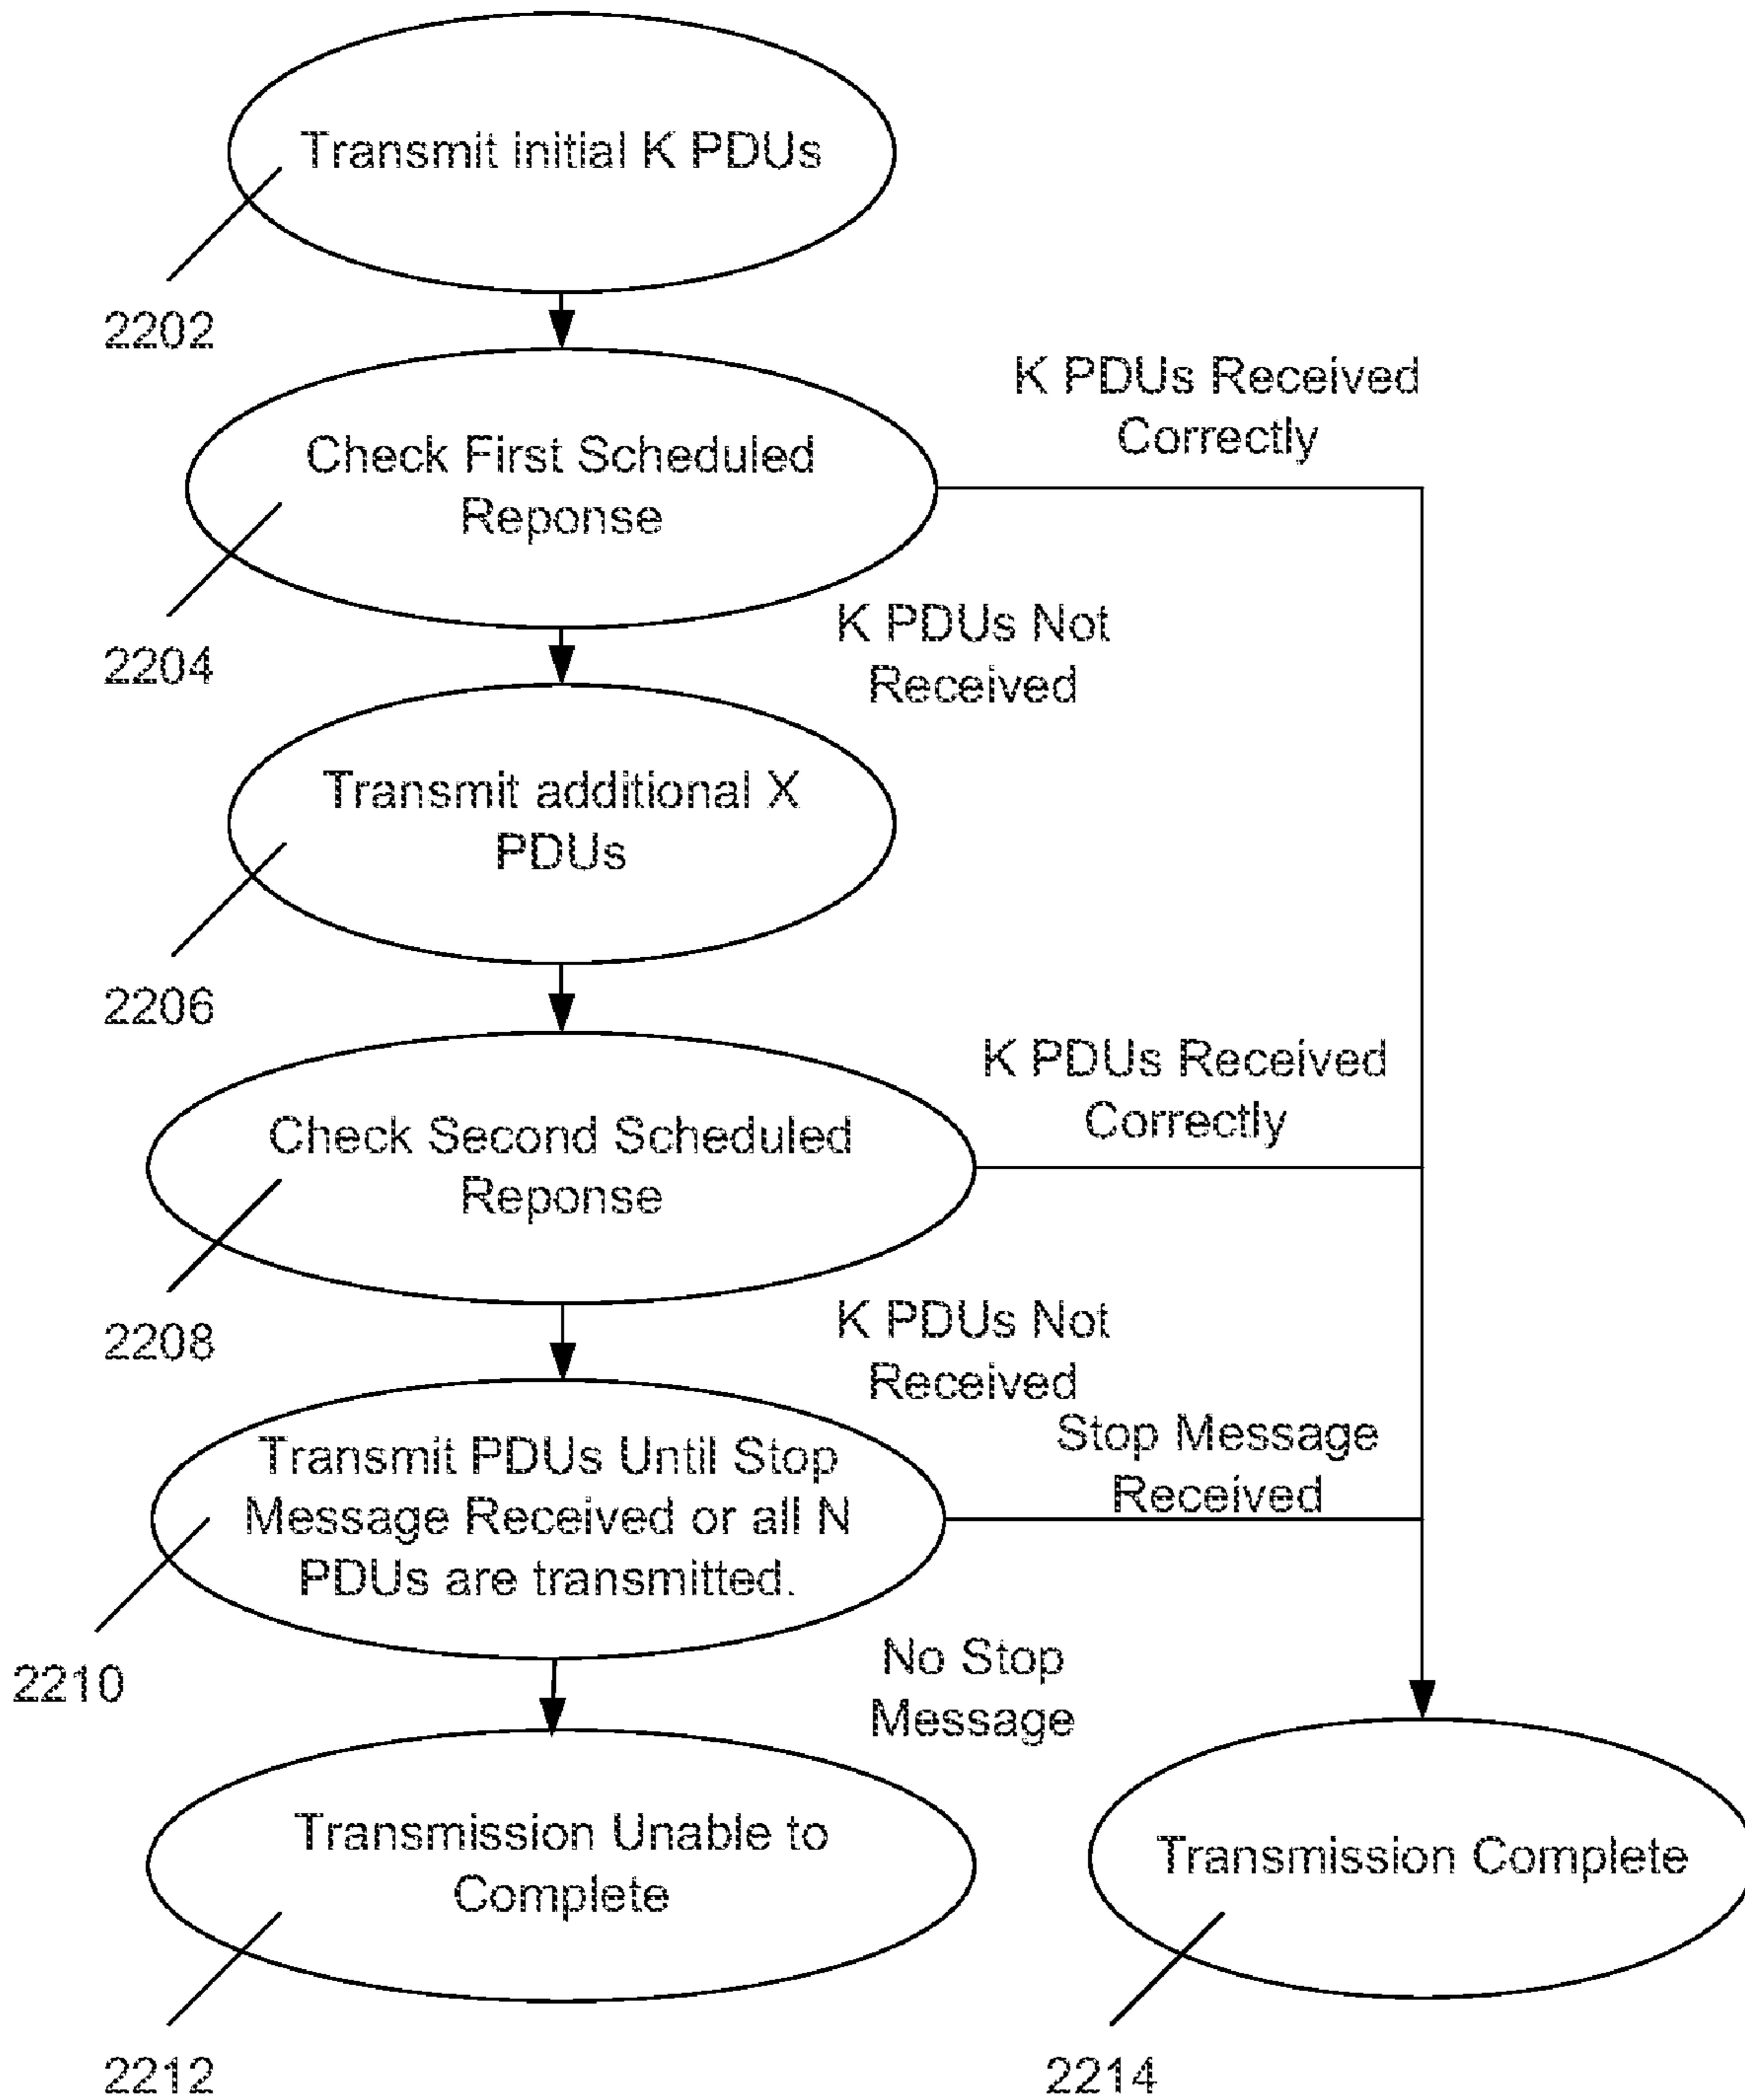 Transmit initial K PDUs
2202
K PDUs Received
Correctly
Check First Scheduled
Reponse
2204
K PDUs Not
Received
Transmit additional X
PDUs
2206
K PDUs Received
Correctly
Check Second Scheduled
Reponse
2208
K PDUs Not
Received
Stop Message
Received
Transmit PDUs Until Stop
Message Received or all N
PDUs are transmitted.
2210
No Stop
Message
Transmission Unable to
Complete
2212
Transmission Complete
2214